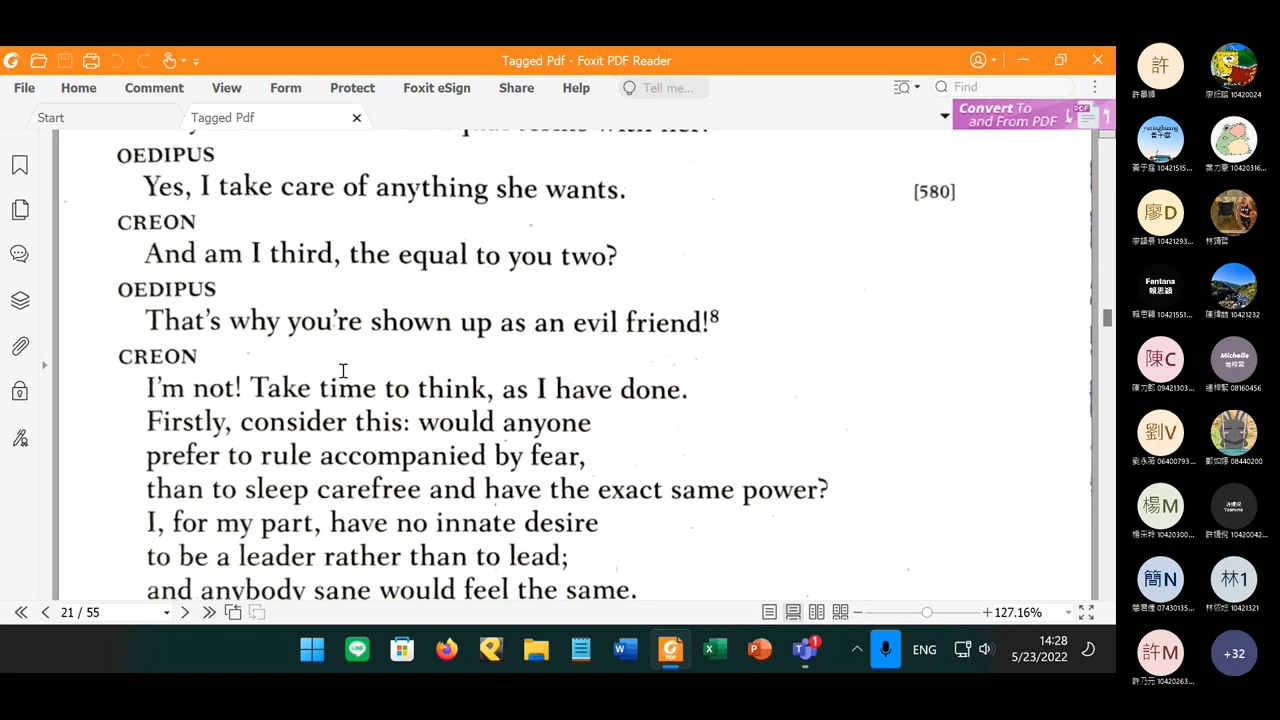 Tagged Pdf - Foxit PDF Reader
File Home Comment View Form Protect Foxit eSign Share Help Tell me... Find
Start Tagged Pdf Convert To and From PDF
OEDIPUS
Yes, I take care of anything she wants. [580]
CREON
And am I third, the equal to you two?
OEDIPUS
That's why you're shown up as an evil friend!8
CREON
I'm not! Take time to think, as I have done.
Firstly, consider this: would anyone
prefer to rule accompanied by fear,
than to sleep carefree and have the exact same power?
I, for my part, have no innate desire
to be a leader rather than to lead;
and anybody sane would feel the same.
21 / 55 127.16%
ENG 14:28
5/23/2022
許
廖D
Fantana
陳C
Michelle
劉V
楊M
簡N 林1
許M +32